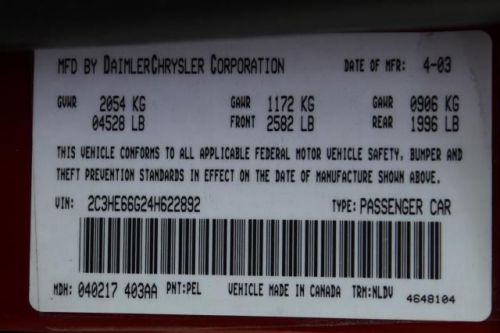 MFD BY DAIMLERCHRYSLER CORPORATION DATE OF MFR: 4-03
GVWR 2054 KG GAWR 1172 KG GAWR 0906 KG
04528 LB FRONT 2582 LB REAR 1996 LB
THIS VEHICLE CONFORMS TO ALL APPLICABLE FEDERAL MOTOR VEHICLE SAFETY, BUMPER AND
THEFT PREVENTION STANDARDS IN EFFECT ON THE DATE OF MANUFACTURE SHOWN ABOVE.
VIN: 2C3HE66G24H622892 TYPE: PASSENGER CAR
MDH: 040217 403AA PNT:PEL VEHICLE MADE IN CANADA TRM:NLDV
4648104